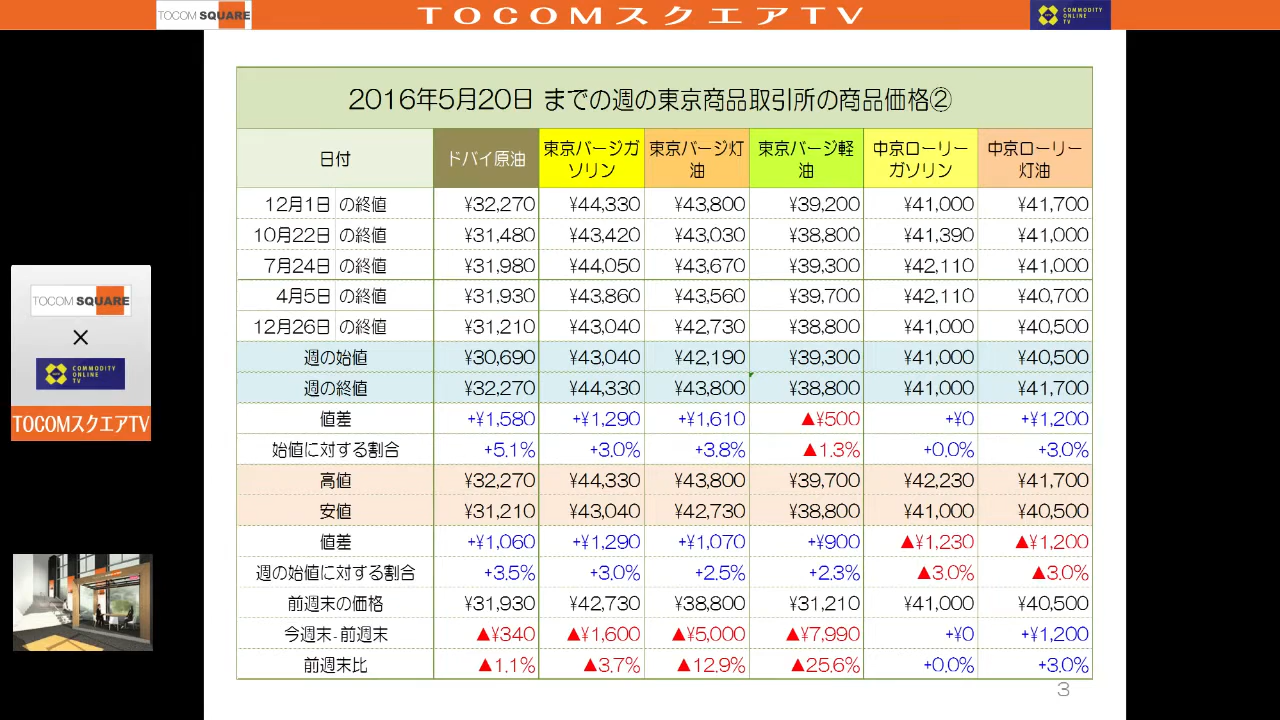 TOCOM SQUARE
TOCOMスクエアTV
COMMODITY
ONLINE
TV
2016年5月20日 までの週の東京商品取引所の商品価格②
日付 ドバイ原油 東京バージガソリン 東京バージ灯油 東京バージ軽油 中京ローリーガソリン 中京ローリー灯油
12月1日 の終値 ¥32,270 ¥44,330 ¥43,800 ¥39,200 ¥41,000 ¥41,700
10月22日 の終値 ¥31,480 ¥43,420 ¥43,030 ¥38,800 ¥41,390 ¥41,000
7月24日 の終値 ¥31,980 ¥44,050 ¥43,670 ¥39,300 ¥42,110 ¥41,000
4月5日 の終値 ¥31,930 ¥43,860 ¥43,560 ¥39,700 ¥42,110 ¥40,700
12月26日 の終値 ¥31,210 ¥43,040 ¥42,730 ¥38,800 ¥41,000 ¥40,500
週の始値 ¥30,690 ¥43,040 ¥42,190 ¥39,300 ¥41,000 ¥40,500
週の終値 ¥32,270 ¥44,330 ¥43,800 ¥38,800 ¥41,000 ¥41,700
値差 +¥1,580 +¥1,290 +¥1,610 ▲¥500 +¥0 +¥1,200
始値に対する割合 +5.1% +3.0% +3.8% ▲1.3% +0.0% +3.0%
高値 ¥32,270 ¥44,330 ¥43,800 ¥39,700 ¥42,230 ¥41,700
安値 ¥31,210 ¥43,040 ¥42,730 ¥38,800 ¥41,000 ¥40,500
値差 +¥1,060 +¥1,290 +¥1,070 +¥900 ▲¥1,230 ▲¥1,200
週の始値に対する割合 +3.5% +3.0% +2.5% +2.3% ▲3.0% ▲3.0%
前週末の価格 ¥31,930 ¥42,730 ¥38,800 ¥31,210 ¥41,000 ¥40,500
今週末-前週末 ▲¥340 ▲¥1,600 ▲¥5,000 ▲¥7,990 +¥0 +¥1,200
前週末比 ▲1.1% ▲3.7% ▲12.9% ▲25.6% +0.0% +3.0%
3
TOCOM SQUARE
×
COMMODITY
ONLINE
TV
TOCOMスクエアTV